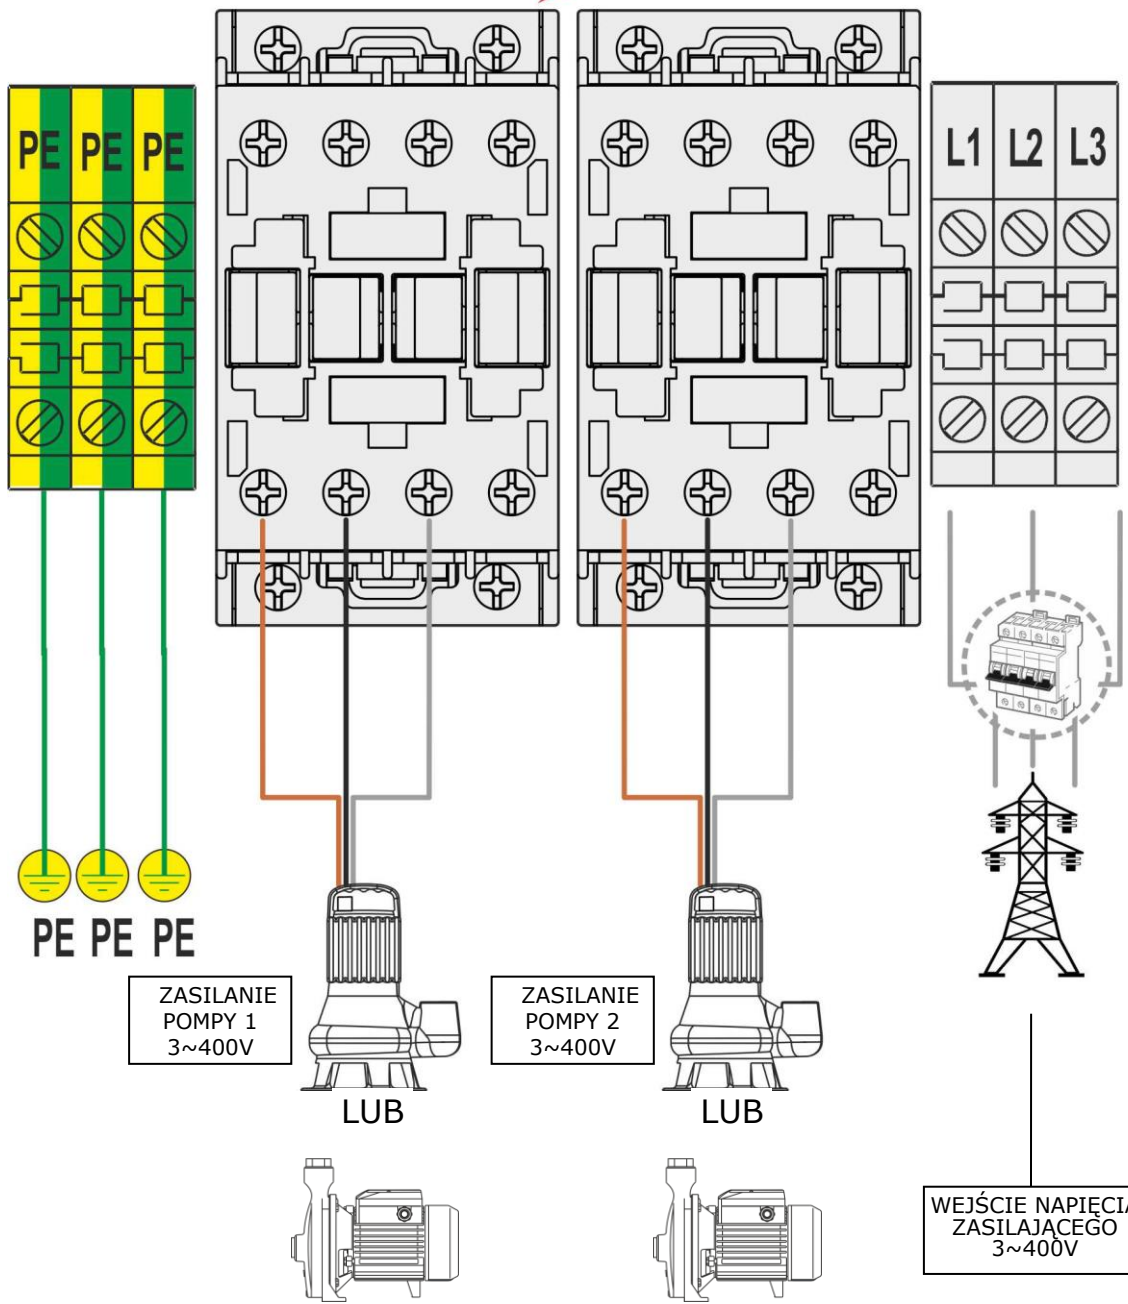 PE PE PE
L1 L2 L3
PE PE PE
ZASILANIE
POMPY 1
3~400V
ZASILANIE
POMPY 2
3~400V
LUB
LUB
WEJŚCIE NAPIĘCIA
ZASILAJĄCEGO
3~400V